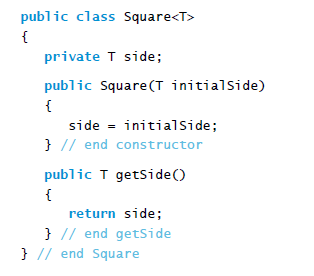 public class Square<T>
{
private T side;
public Square(T initialSide)
{
side = initialSide;
} // end constructor
public T getSide()
{
return side;
} // end getSide
} // end Square